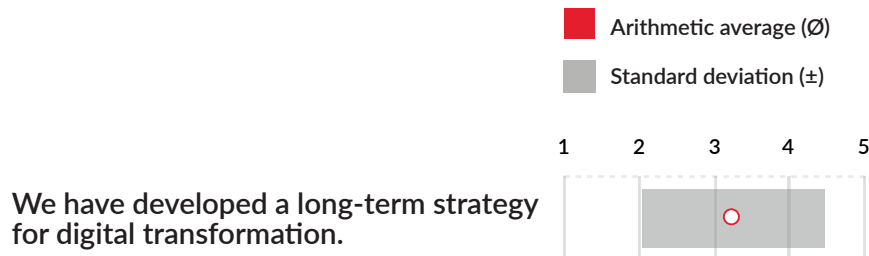 Arithmetic average (Ø)
Standard deviation (±)
1 2 3 4 5
We have developed a long-term strategy
for digital transformation.